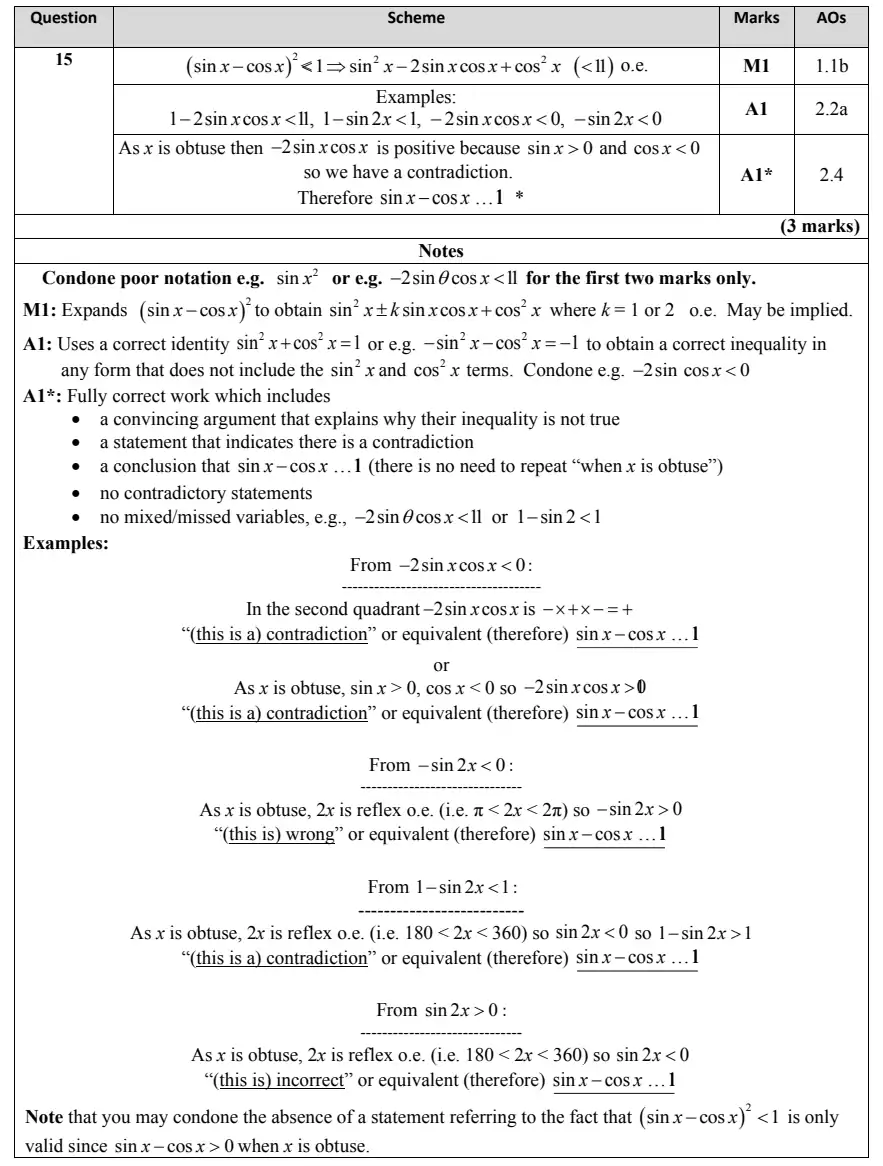 Question Scheme Marks AOs
15 (sin x − cos x)² < 1 ⇒ sin² x − 2sin x cos x + cos² x (< 1) o.e. M1 1.1b
Examples:
1 − 2sin x cos x < 1, 1 − sin 2x < 1, −2sin x cos x < 0, −sin 2x < 0 A1 2.2a
As x is obtuse then −2sin x cos x is positive because sin x > 0 and cos x < 0
so we have a contradiction. A1* 2.4
Therefore sin x − cos x …1 *
(3 marks)
Notes
Condone poor notation e.g. sin x² or e.g. −2sin θ cos x < 1 for the first two marks only.
M1: Expands (sin x − cos x)² to obtain sin² x ± k sin x cos x + cos² x where k = 1 or 2 o.e. May be implied.
A1: Uses a correct identity sin² x + cos² x = 1 or e.g. −sin² x − cos² x = −1 to obtain a correct inequality in
any form that does not include the sin² x and cos² x terms. Condone e.g. −2sin cos x < 0
A1*: Fully correct work which includes
• a convincing argument that explains why their inequality is not true
• a statement that indicates there is a contradiction
• a conclusion that sin x − cos x …1 (there is no need to repeat “when x is obtuse”)
• no contradictory statements
• no mixed/missed variables, e.g., −2sin θ cos x < 1 or 1 − sin 2 < 1
Examples:
From −2sin x cos x < 0 :
-------------------------------------
In the second quadrant −2sin x cos x is − × + × − = +
“(this is a) contradiction” or equivalent (therefore) sin x − cos x …1
or
As x is obtuse, sin x > 0, cos x < 0 so −2sin x cos x > 0
“(this is a) contradiction” or equivalent (therefore) sin x − cos x …1
From −sin 2x < 0 :
------------------------------
As x is obtuse, 2x is reflex o.e. (i.e. π < 2x < 2π) so −sin 2x > 0
“(this is) wrong” or equivalent (therefore) sin x − cos x …1
From 1 − sin 2x < 1 :
--------------------------
As x is obtuse, 2x is reflex o.e. (i.e. 180 < 2x < 360) so sin 2x < 0 so 1 − sin 2x > 1
“(this is a) contradiction” or equivalent (therefore) sin x − cos x …1
From sin 2x > 0 :
------------------------------
As x is obtuse, 2x is reflex o.e. (i.e. 180 < 2x < 360) so sin 2x < 0
“(this is) incorrect” or equivalent (therefore) sin x − cos x …1
Note that you may condone the absence of a statement referring to the fact that (sin x − cos x)² < 1 is only
valid since sin x − cos x > 0 when x is obtuse.